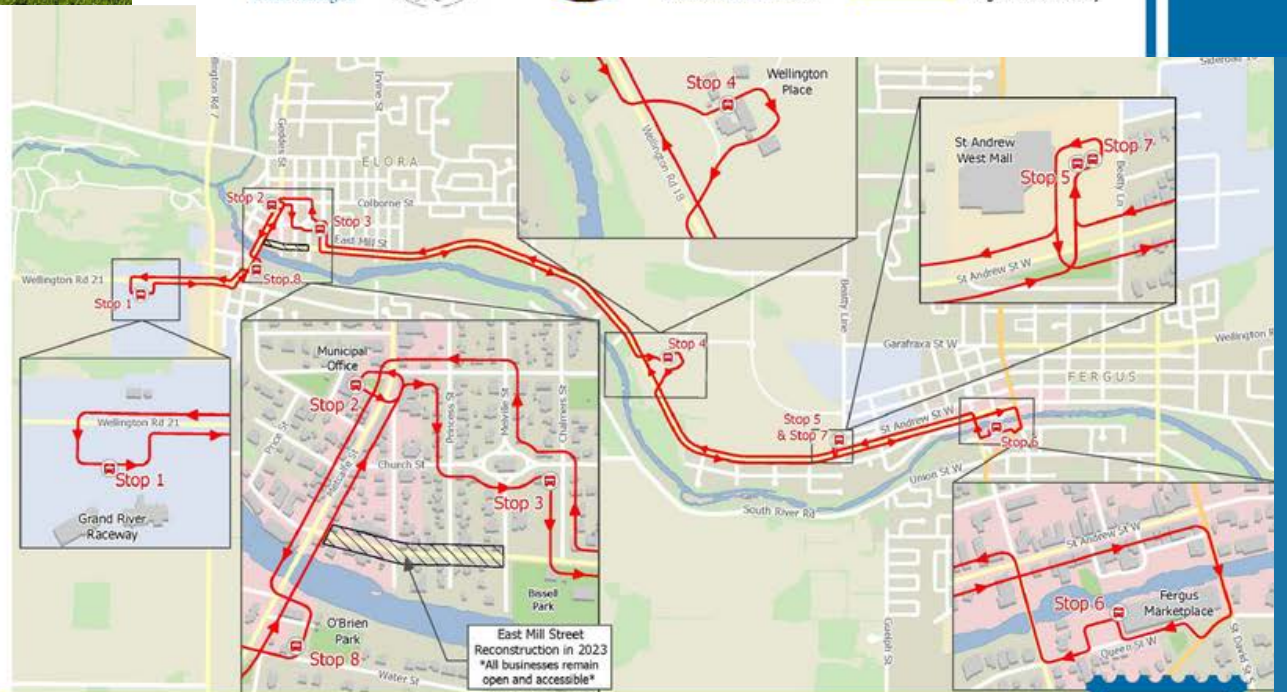 Wellington Rd 7
Geddes St
Irvine St
ELORA
Colborne St
East Mill St
Stop 2
Stop 3
Stop 8
Wellington Rd 21
Stop 1
Stop 4
Wellington
Place
Wellington Rd 18
St Andrew
West Mall
Stop 5
Stop 7
Beatty Ln
St Andrew St W
Sideroad
Stop 4
Beatty Line
Garafraxa St W
Wellington R
FERGUS
Stop 5
& Stop 7
St Andrew St W
Stop 6
Union St W
South River Rd
Guelph St
Wellington Rd 21
Stop 1
Grand River
Raceway
Municipal
Office
Stop 2
Price St
Metcalfe St
Church St
Princess St
Melville St
Chalmers St
Stop 3
Bissell
Park
O'Brien
Park
Stop 8
Water St
East Mill Street
Reconstruction in 2023
*All businesses remain
open and accessible*
St Andrew St W
Stop 6
Fergus
Marketplace
Queen St W
St David St S